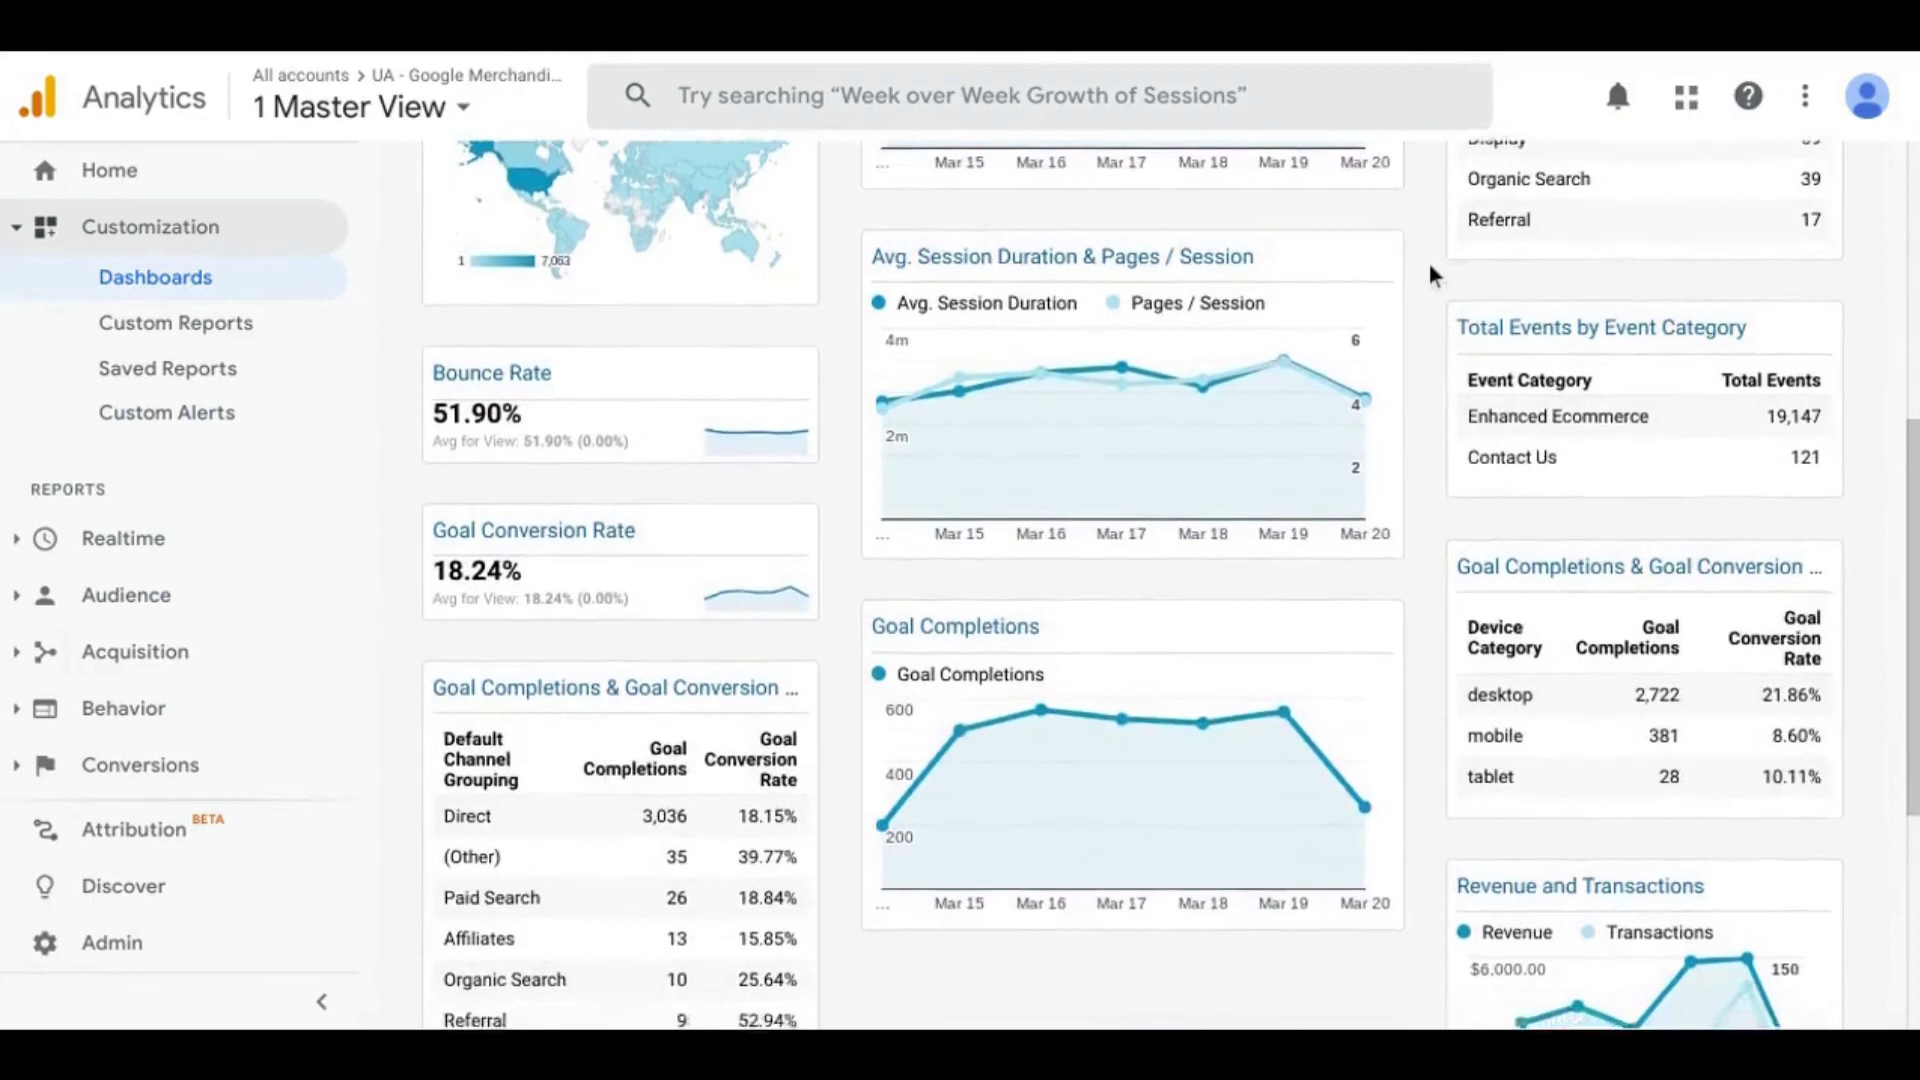 Analytics
All accounts > UA - Google Merchandi...
1 Master View
Try searching “Week over Week Growth of Sessions”
Home
Customization
Dashboards
Custom Reports
Saved Reports
Custom Alerts
REPORTS
Realtime
Audience
Acquisition
Behavior
Conversions
Attribution BETA
Discover
Admin
1 7,063
Bounce Rate
51.90%
Avg for View: 51.90% (0.00%)
Goal Conversion Rate
18.24%
Avg for View: 18.24% (0.00%)
Goal Completions & Goal Conversion ...
Default Channel Grouping Goal Completions Goal Conversion Rate
Direct 3,036 18.15%
(Other) 35 39.77%
Paid Search 26 18.84%
Affiliates 13 15.85%
Organic Search 10 25.64%
Referral 9 52.94%
... Mar 15 Mar 16 Mar 17 Mar 18 Mar 19 Mar 20
Avg. Session Duration & Pages / Session
Avg. Session Duration Pages / Session
4m 6
4
2m
2
... Mar 15 Mar 16 Mar 17 Mar 18 Mar 19 Mar 20
Goal Completions
Goal Completions
600
400
200
... Mar 15 Mar 16 Mar 17 Mar 18 Mar 19 Mar 20
Display
Organic Search 39
Referral 17
Total Events by Event Category
Event Category Total Events
Enhanced Ecommerce 19,147
Contact Us 121
Goal Completions & Goal Conversion ...
Device Category Goal Completions Goal Conversion Rate
desktop 2,722 21.86%
mobile 381 8.60%
tablet 28 10.11%
Revenue and Transactions
Revenue Transactions
$6,000.00 150